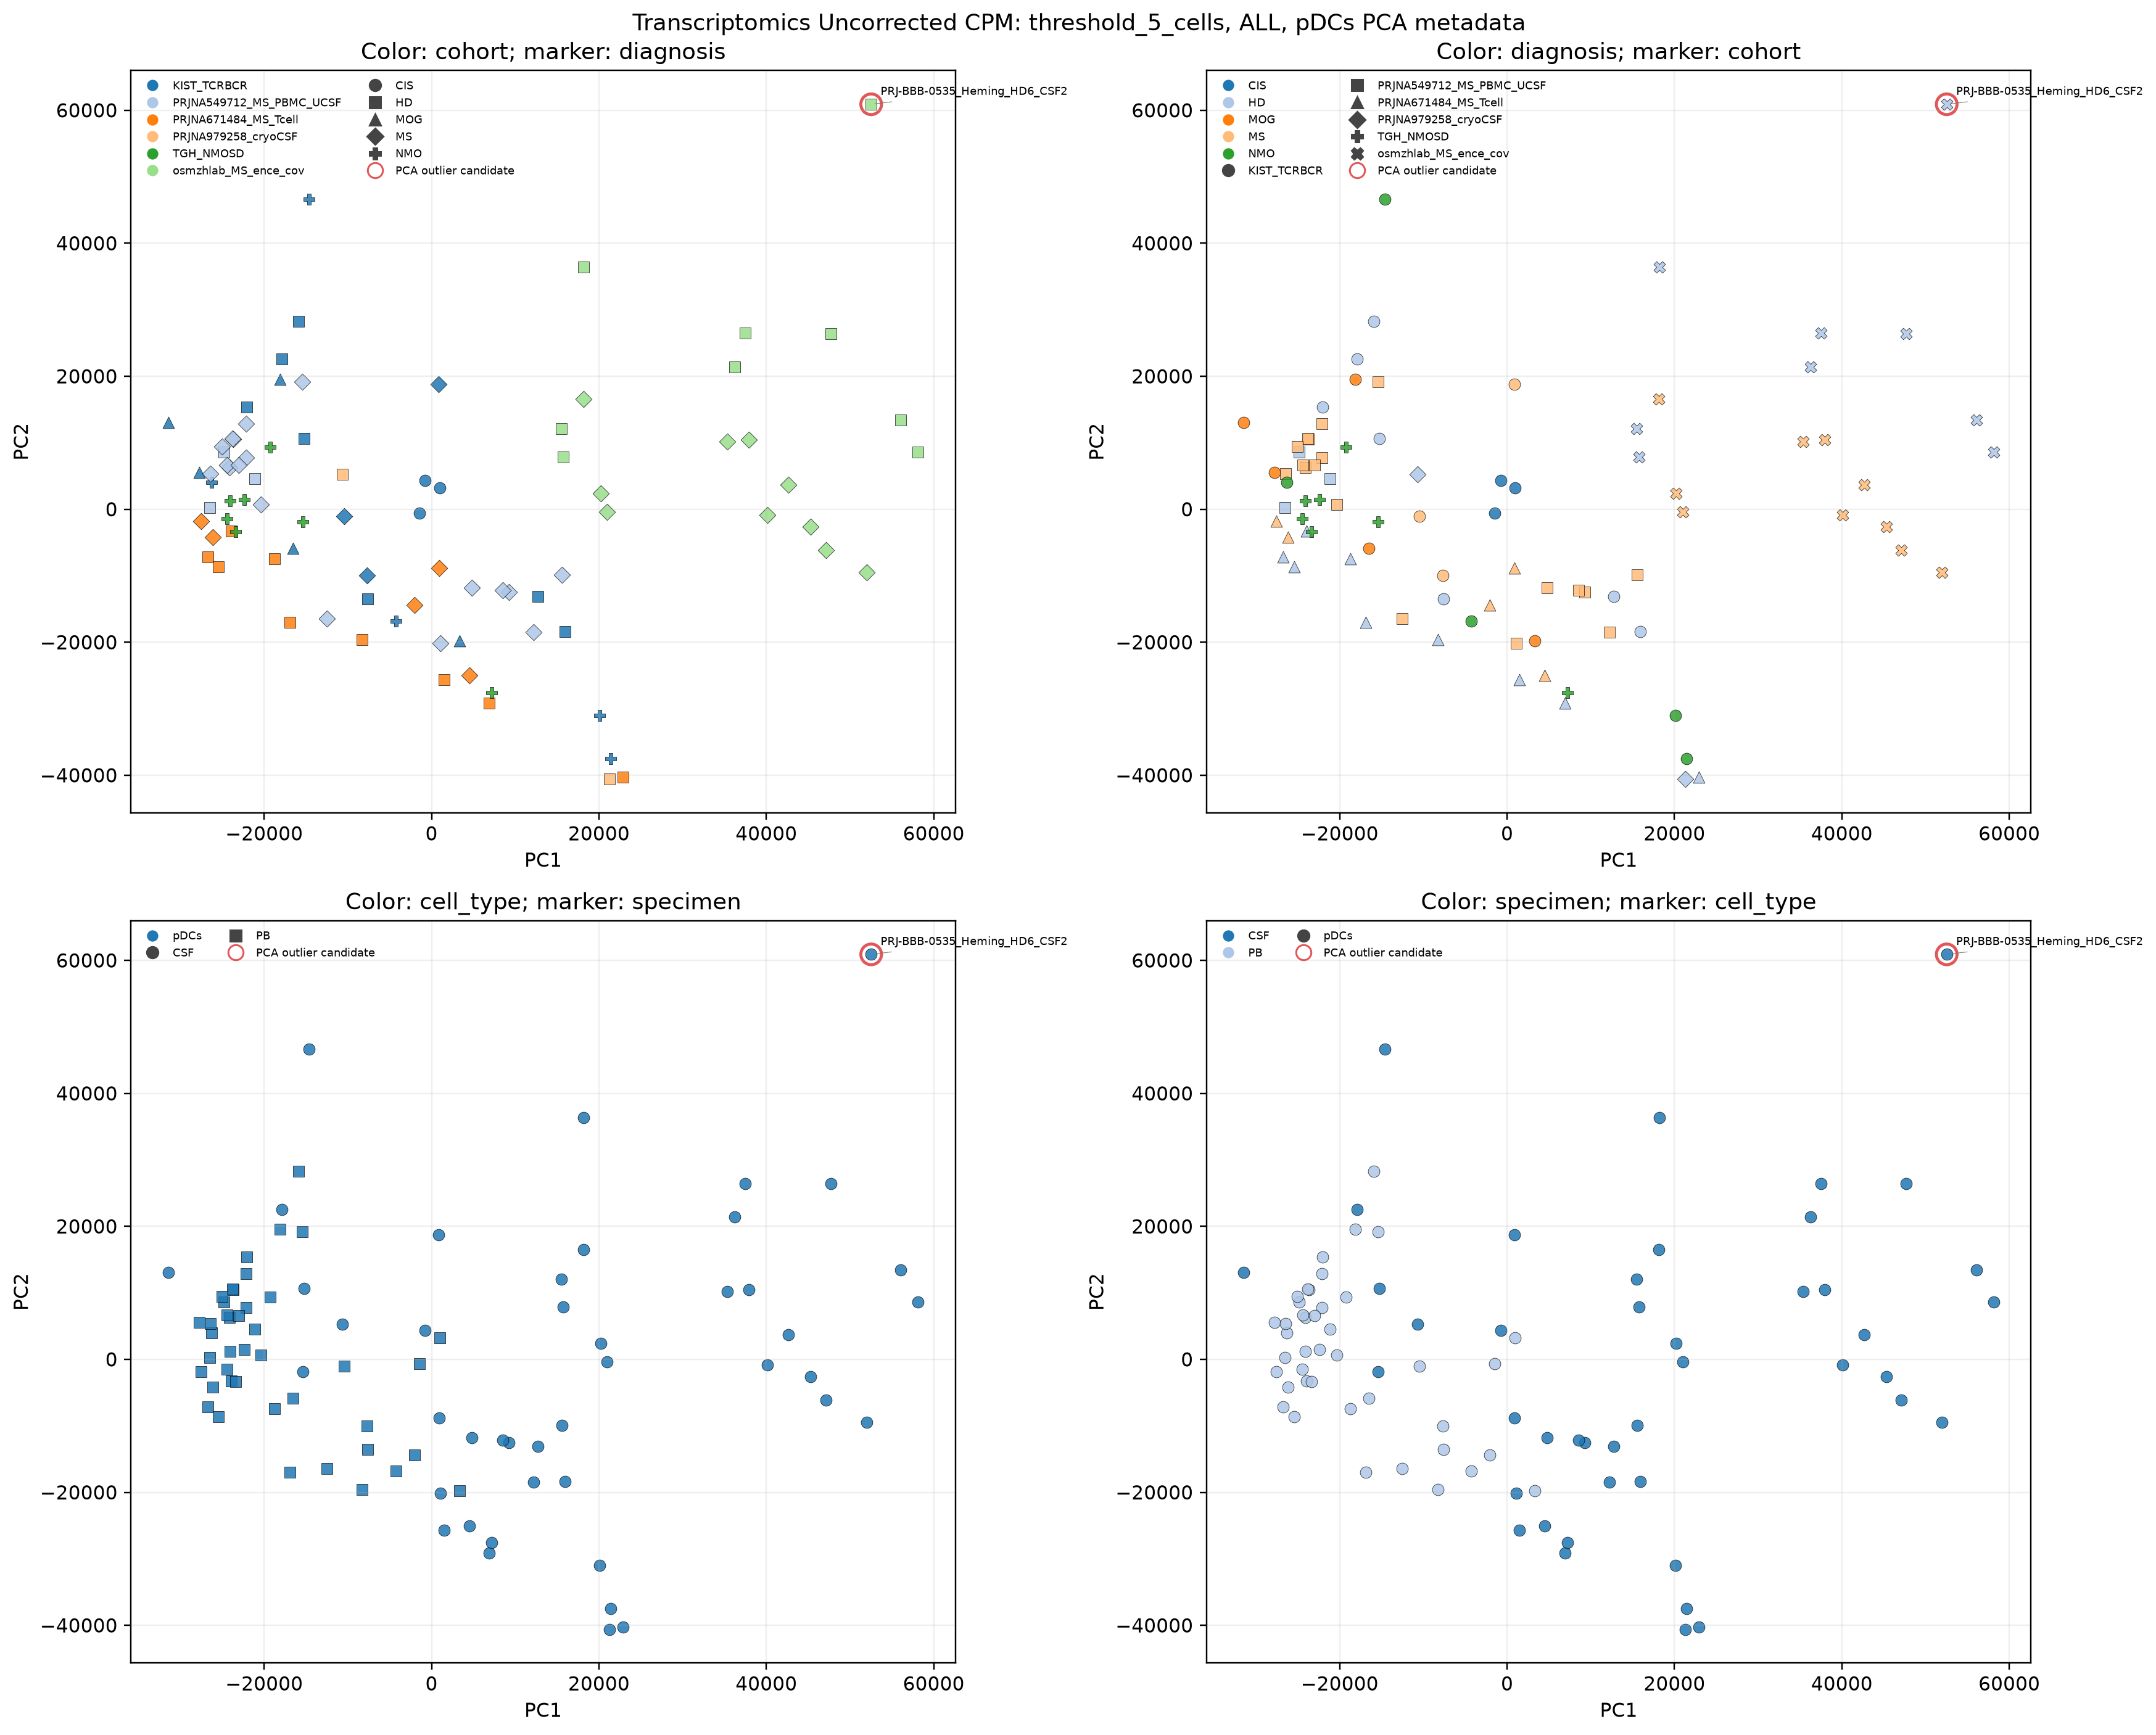 Transcriptomics Uncorrected CPM: threshold_5_cells, ALL, pDCs PCA metadata
Color: cohort; marker: diagnosis
KIST_TCRBCR
PRJNA549712_MS_PBMC_UCSF
PRJNA671484_MS_Tcell
PRJNA979258_cryoCSF
TGH_NMOSD
osmzhlab_MS_ence_cov
CIS
HD
MOG
MS
NMO
PCA outlier candidate
PRJ-BBB-0535_Heming_HD6_CSF2
60000
40000
20000
0
−20000
−40000
PC2
−20000
0
20000
40000
60000
PC1
Color: diagnosis; marker: cohort
CIS
HD
MOG
MS
NMO
KIST_TCRBCR
PRJNA549712_MS_PBMC_UCSF
PRJNA671484_MS_Tcell
PRJNA979258_cryoCSF
TGH_NMOSD
osmzhlab_MS_ence_cov
PCA outlier candidate
PRJ-BBB-0535_Heming_HD6_CSF2
60000
40000
20000
0
−20000
−40000
PC2
−20000
0
20000
40000
60000
PC1
Color: cell_type; marker: specimen
pDCs
CSF
PB
PCA outlier candidate
PRJ-BBB-0535_Heming_HD6_CSF2
60000
40000
20000
0
−20000
−40000
PC2
−20000
0
20000
40000
60000
PC1
Color: specimen; marker: cell_type
CSF
PB
pDCs
PCA outlier candidate
PRJ-BBB-0535_Heming_HD6_CSF2
60000
40000
20000
0
−20000
−40000
PC2
−20000
0
20000
40000
60000
PC1